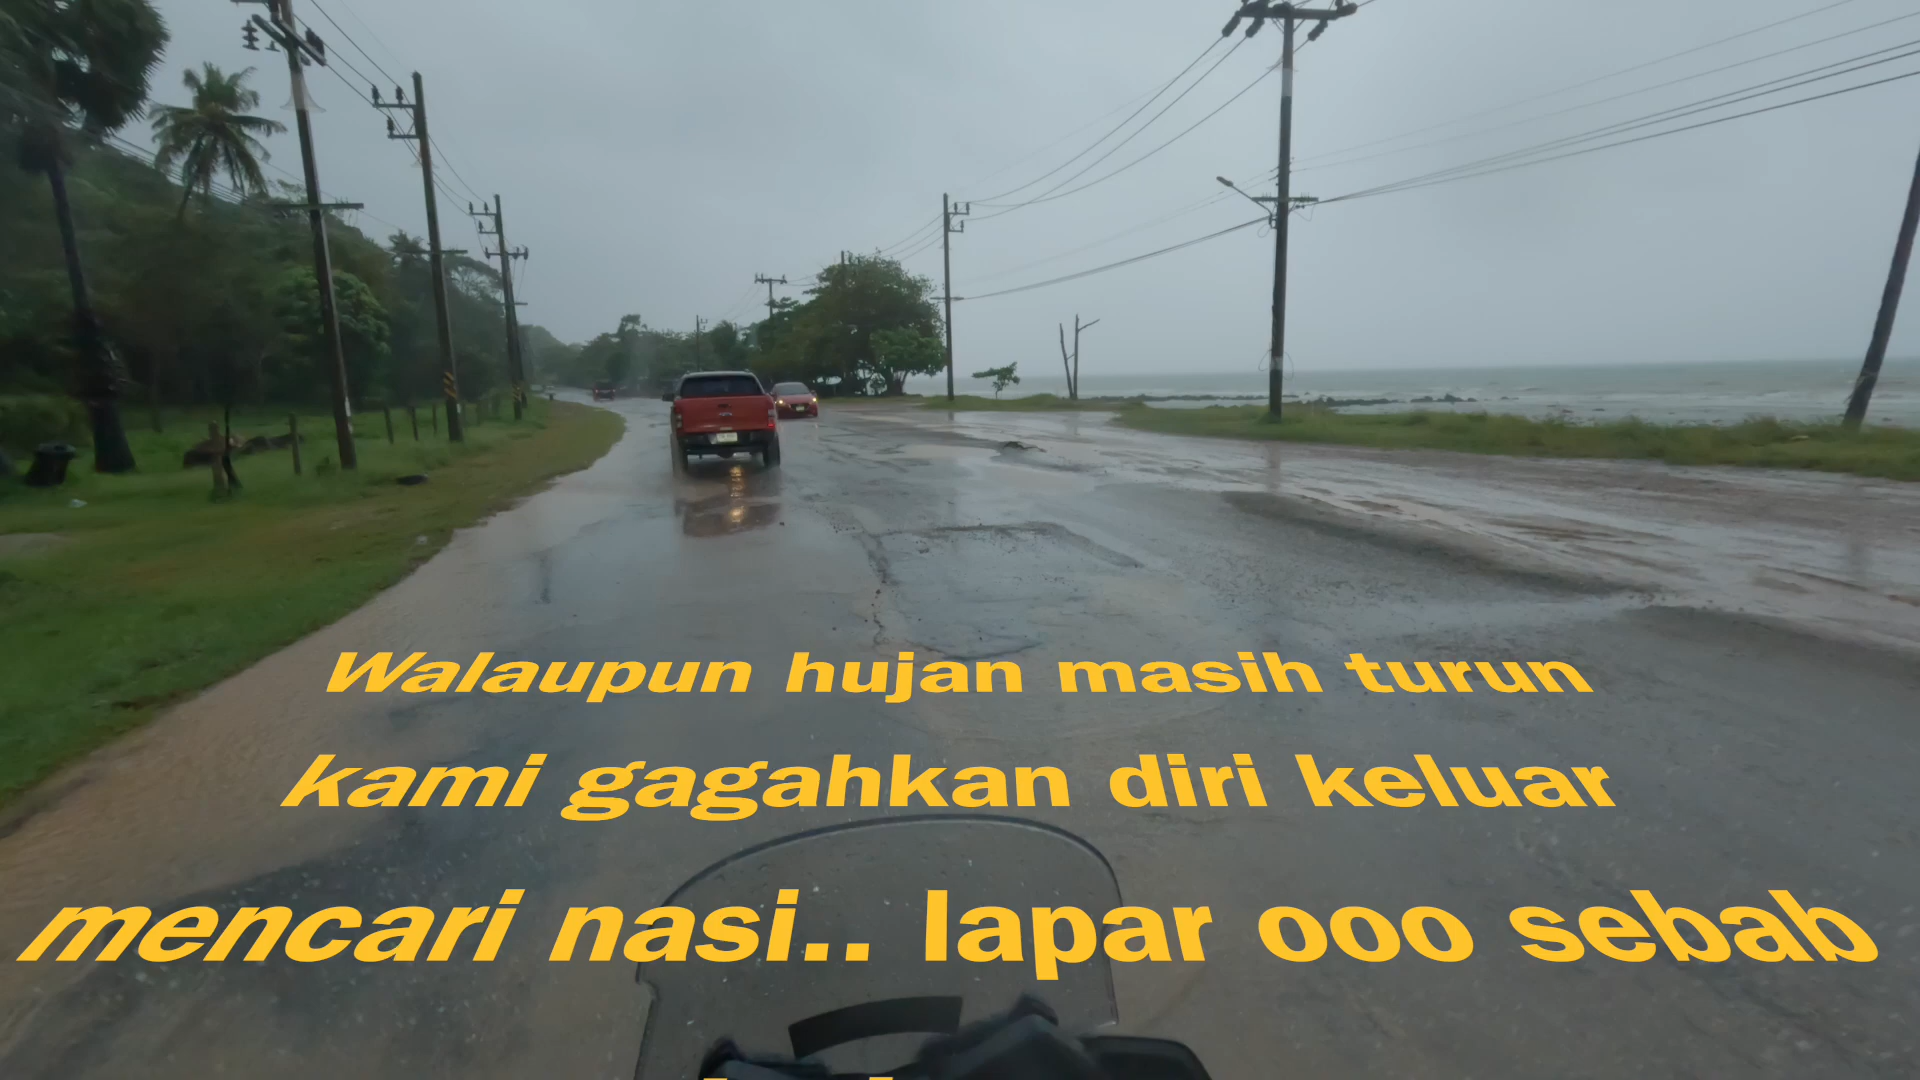 Walaupun hujan masih turun
kami gagahkan diri keluar
mencari nasi.. lapar ooo sebab